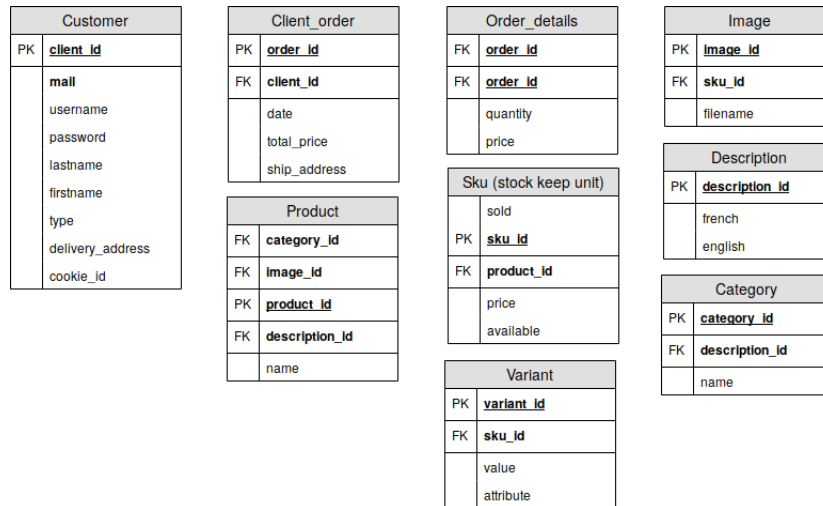 Customer
PK client_id
mail
username
password
lastname
firstname
type
delivery_address
cookie_id
Client_order
PK order_id
FK client_id
date
total_price
ship_address
Product
FK category_id
FK image_id
PK product_id
FK description_id
name
Order_details
FK order_id
FK order_id
quantity
price
Sku (stock keep unit)
sold
PK sku_id
FK product_id
price
available
Variant
PK variant_id
FK sku_id
value
attribute
Image
PK image_id
FK sku_id
filename
Description
PK description_id
french
english
Category
PK category_id
FK description_id
name